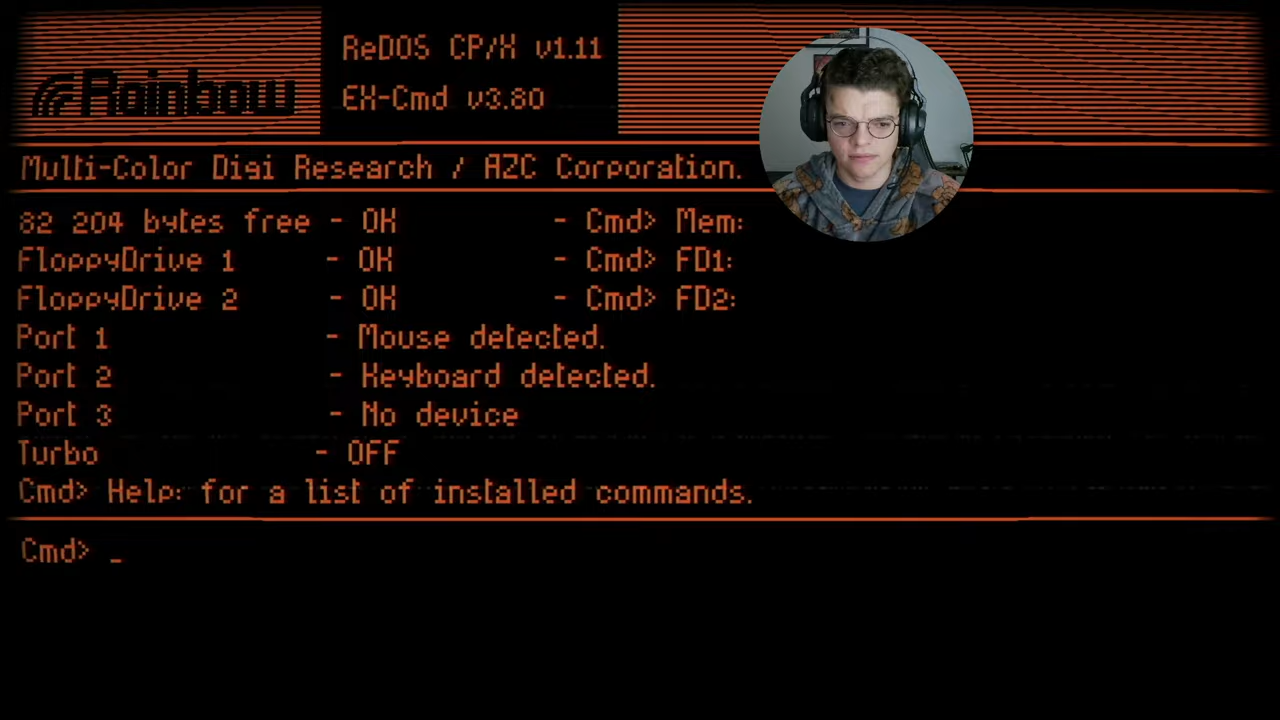 Rainbow
ReDOS CP/X v1.11
EX-Cmd v3.80
Multi-Color Digi Research / AZC Corporation.
82 204 bytes free - OK - Cmd> Mem:
FloppyDrive 1 - OK - Cmd> FD1:
FloppyDrive 2 - OK - Cmd> FD2:
Port 1 - Mouse detected.
Port 2 - Keyboard detected.
Port 3 - No device
Turbo - OFF
Cmd> Help: for a list of installed commands.
Cmd> _